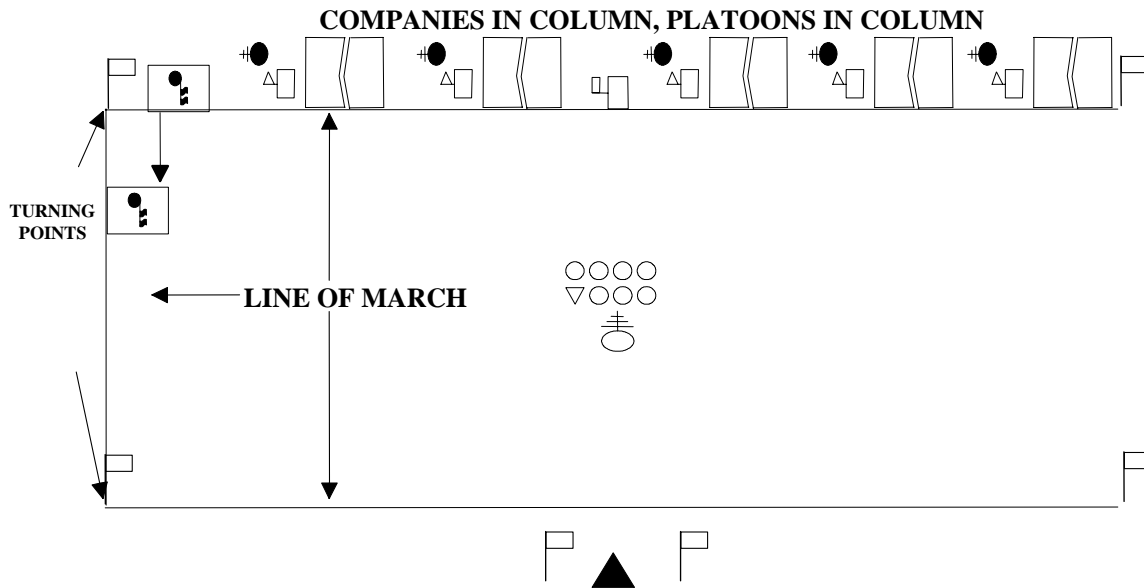 COMPANIES IN COLUMN, PLATOONS IN COLUMN
TURNING
POINTS
LINE OF MARCH